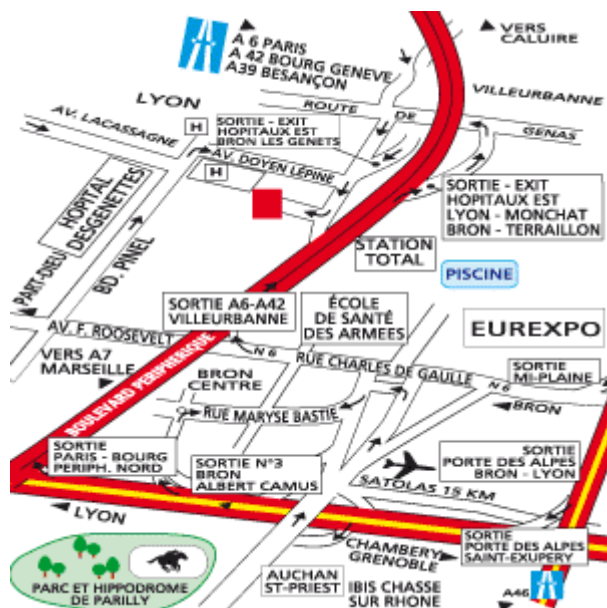 A 6 PARIS
A 42 BOURG GENEVE
A39 BESANÇON
VERS
CALUIRE
LYON
VILLEURBANNE
ROUTE DE GENAS
AV. LACASSAGNE
H
SORTIE - EXIT
HOPITAUX EST
BRON LES GENETS
AV. DOYEN LÉPINE
H
HOPITAL
DESGENETTES
SORTIE - EXIT
HOPITAUX EST
LYON - MONCHAT
BRON - TERRAILLON
PART-DIEU
BD. PINEL
STATION
TOTAL
PISCINE
SORTIE A6-A42
VILLEURBANNE
ÉCOLE
DE SANTÉ
DES ARMEES
EUREXPO
AV. F. ROOSEVELT
N 6
RUE CHARLES DE GAULLE
N 6
SORTIE
MI-PLAINE
VERS A7
MARSEILLE
BOULEVARD PERIPHERIQUE
BRON
CENTRE
BRON
RUE MARYSE BASTIE
SORTIE
PARIS - BOURG
PERIPH. NORD
SORTIE N°3
BRON
ALBERT CAMUS
SORTIE
PORTE DES ALPES
BRON - LYON
SATOLAS 15 KM
LYON
CHAMBERY
GRENOBLE
SORTIE
PORTE DES ALPES
SAINT-EXUPERY
PARC ET HIPPODROME
DE PARILLY
AUCHAN
ST-PRIEST
IBIS CHASSE
SUR RHONE
A46